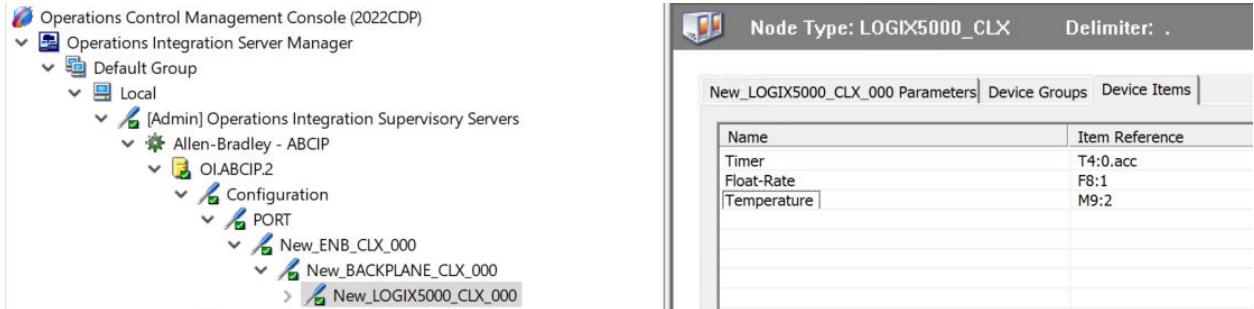 Operations Control Management Console (2022CDP)
Operations Integration Server Manager
Default Group
Local
[Admin] Operations Integration Supervisory Servers
Allen-Bradley - ABCIP
OI.ABCIP.2
Configuration
PORT
New_ENB_CLX_000
New_BACKPLANE_CLX_000
New_LOGIX5000_CLX_000
Node Type: LOGIX5000_CLX Delimiter: .
New_LOGIX5000_CLX_000 Parameters Device Groups Device Items
Name Item Reference
Timer T4:0.acc
Float-Rate F8:1
Temperature M9:2